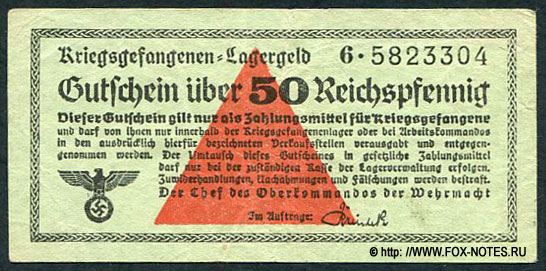 Kriegsgefangenen-Lagergeld 6·5823304
Gutschein über 50 Reichspfennig
Dieser Gutschein gilt nur als Zahlungsmittel für Kriegsgefangene
und darf von Ihnen nur innerhalb der Kriegsgefangenenlager oder bei Arbeitskommandos
in den ausdrücklich hierfür bezeichneten Verkaufsstellen verausgabt und entgegen-
genommen werden. Der Umtausch dieses Gutscheines in gesetzliche Zahlungsmittel
darf nur bei der zuständigen Kasse der Lagerverwaltung erfolgen.
Zuwiderhandlungen, Nachahmungen und Fälschungen werden bestraft.
Der Chef des Oberkommandos der Wehrmacht
Im Auftrage:
© http://www.FOX-NOTES.RU